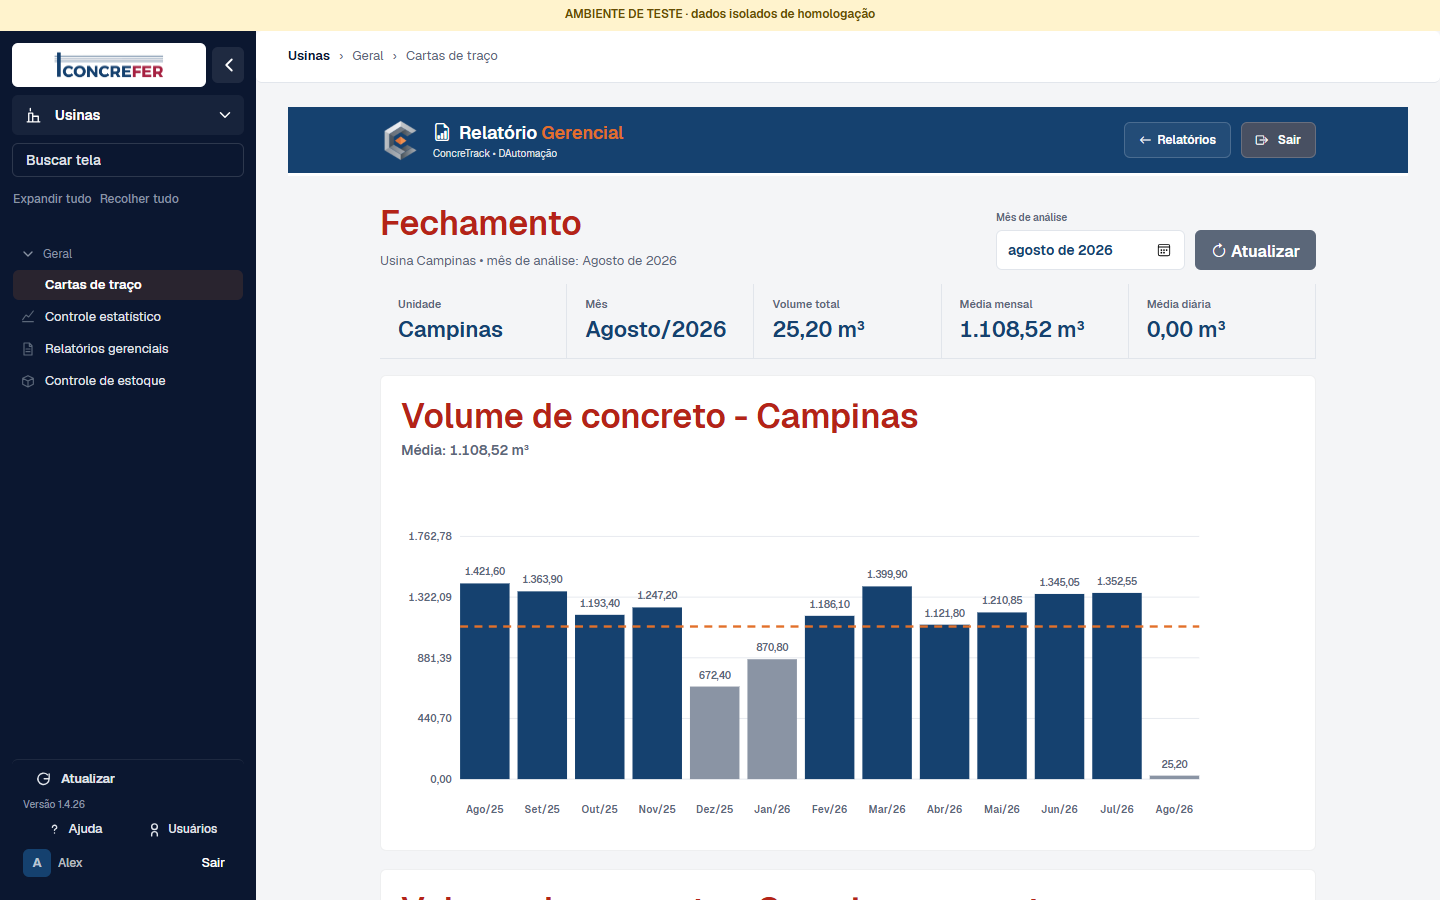 AMBIENTE DE TESTE · dados isolados de homologação
CONCREFER
Usinas
Buscar tela
Expandir tudo Recolher tudo
Geral
Cartas de traço
Controle estatístico
Relatórios gerenciais
Controle de estoque
Atualizar
Versão 1.4.26
? Ajuda Usuários
A Alex Sair
Usinas › Geral › Cartas de traço
Relatório Gerencial
ConcreTrack • DAutomação
← Relatórios
Sair
Fechamento
Usina Campinas • mês de análise: Agosto de 2026
Mês de análise
agosto de 2026
Atualizar
Unidade
Campinas
Mês
Agosto/2026
Volume total
25,20 m³
Média mensal
1.108,52 m³
Média diária
0,00 m³
Volume de concreto - Campinas
Média: 1.108,52 m³
1.762,78
1.322,09
881,39
440,70
0,00
1.421,60
1.363,90
1.193,40
1.247,20
672,40
870,80
1.186,10
1.399,90
1.121,80
1.210,85
1.345,05
1.352,55
25,20
Ago/25 Set/25 Out/25 Nov/25 Dez/25 Jan/26 Fev/26 Mar/26 Abr/26 Mai/26 Jun/26 Jul/26 Ago/26